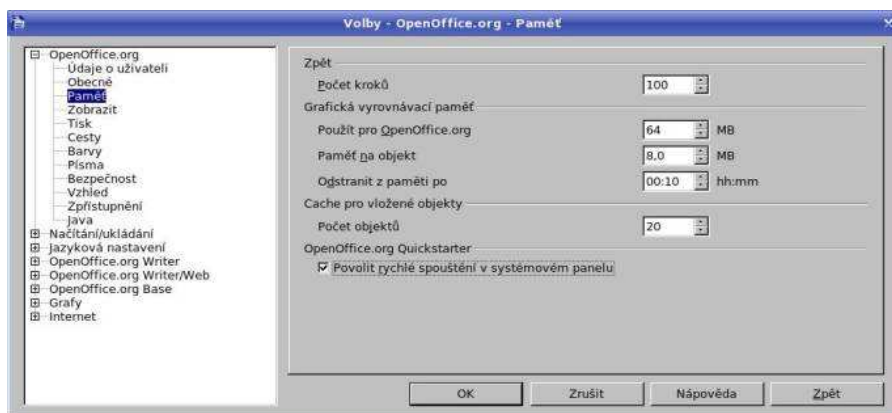 Volby - OpenOffice.org - Paměť
OpenOffice.org
Údaje o uživateli
Obecné
Paměť
Zobrazit
Tisk
Cesty
Barvy
Písma
Bezpečnost
Vzhled
Zpřístupnění
Java
Načítání/ukládání
Jazyková nastavení
OpenOffice.org Writer
OpenOffice.org Writer/Web
OpenOffice.org Base
Grafy
Internet
Zpět
Počet kroků 100
Grafická vyrovnávací paměť
Použít pro OpenOffice.org 64 MB
Paměť na objekt 8,0 MB
Odstranit z paměti po 00:10 hh:mm
Cache pro vložené objekty
Počet objektů 20
OpenOffice.org Quickstarter
Povolit rychlé spouštění v systémovém panelu
OK Zrušit Nápověda Zpět